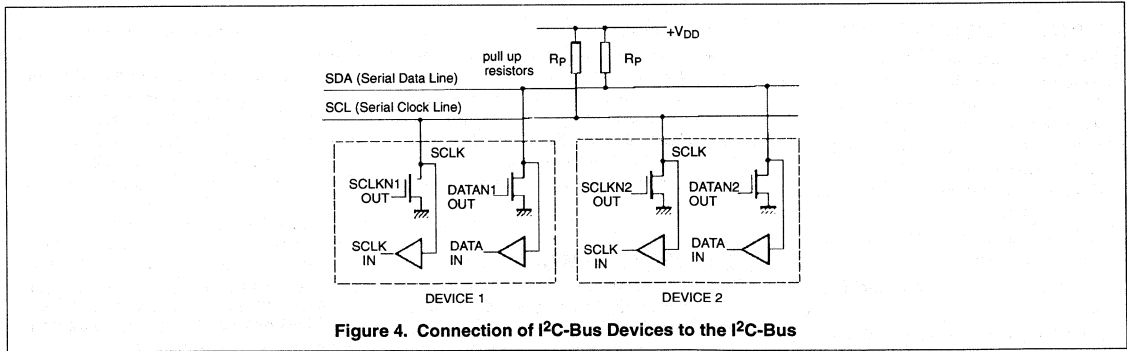 +VDD
pull up
resistors
RP
RP
SDA (Serial Data Line)
SCL (Serial Clock Line)
SCLK
SCLKN1
OUT
DATAN1
OUT
SCLK
IN
DATA
IN
SCLK
SCLKN2
OUT
DATAN2
OUT
SCLK
IN
DATA
IN
DEVICE 1
DEVICE 2
Figure 4. Connection of I2C-Bus Devices to the I2C-Bus